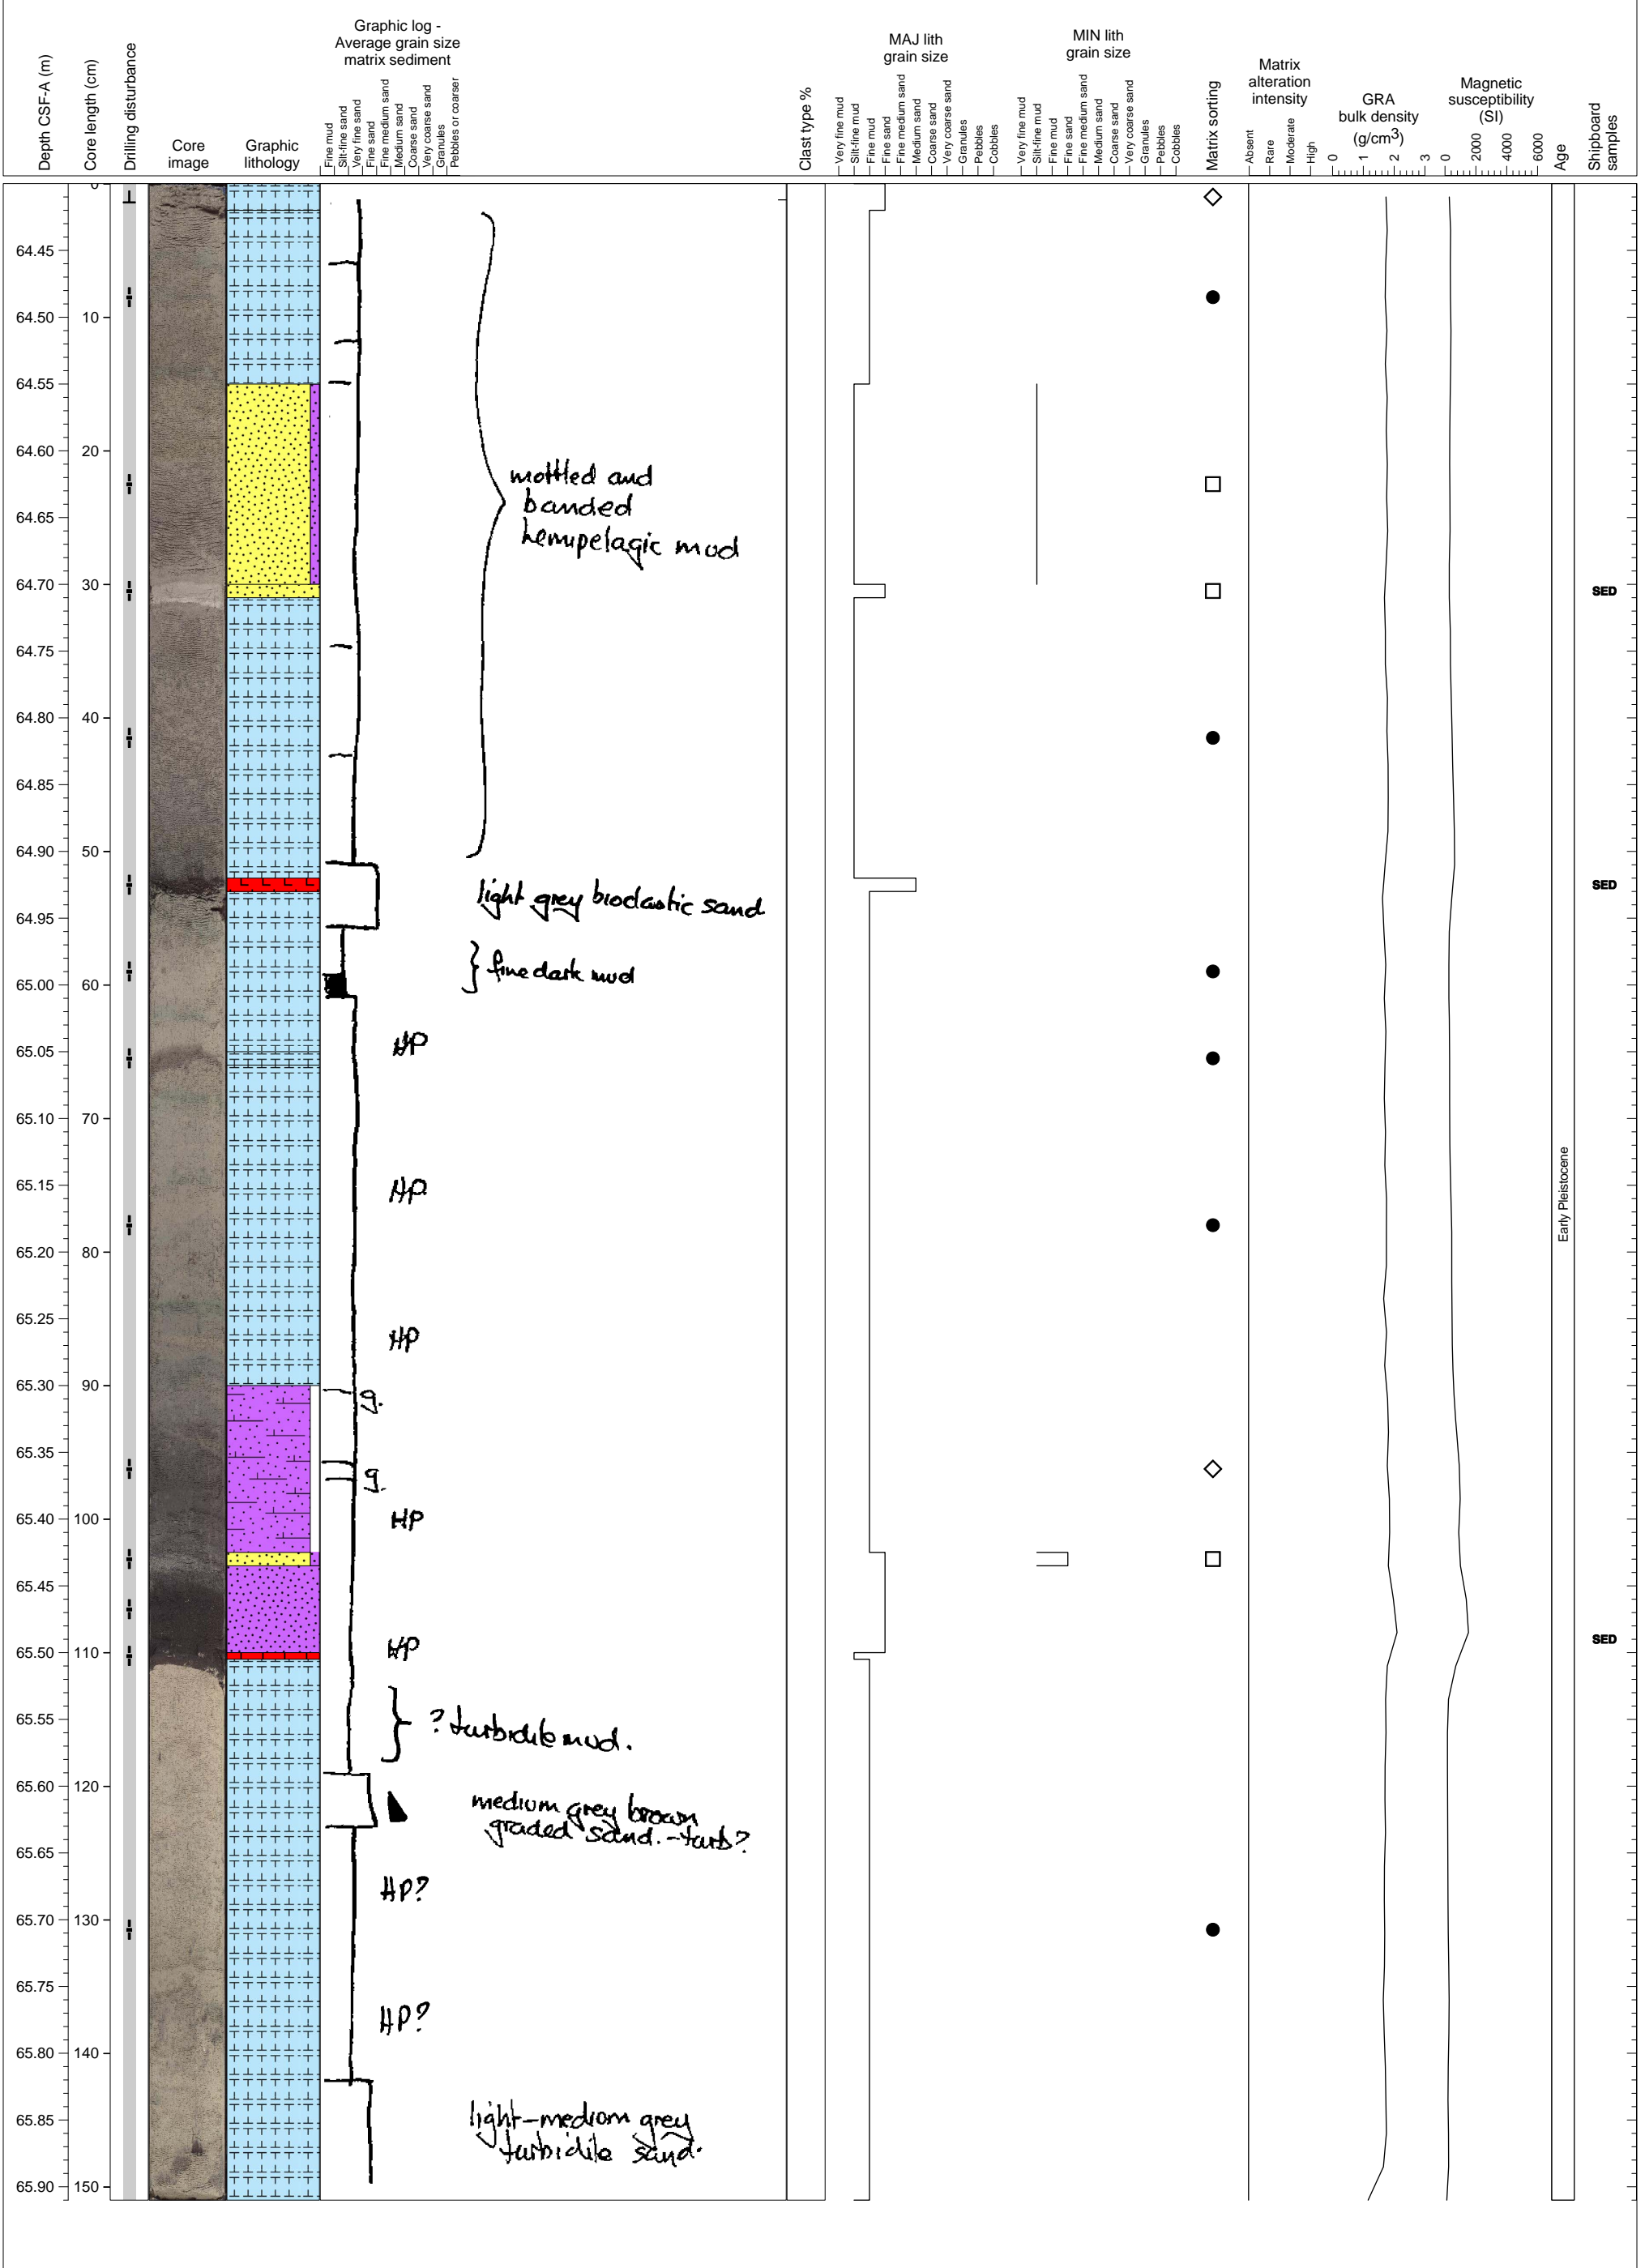 Depth CSF-A (m)
Core length (cm)
Drilling disturbance
Core
image
Graphic
lithology
Graphic log -
Average grain size
matrix sediment
Fine mud
Silt-fine sand
Very fine sand
Fine sand
Fine medium sand
Medium sand
Coarse sand
Very coarse sand
Granules
Pebbles or coarser
Clast type %
MAJ lith
grain size
Very fine mud
Silt-fine mud
Fine mud
Fine sand
Fine medium sand
Medium sand
Coarse sand
Very coarse sand
Granules
Pebbles
Cobbles
MIN lith
grain size
Very fine mud
Silt-fine mud
Fine mud
Fine sand
Fine medium sand
Medium sand
Coarse sand
Very coarse sand
Granules
Pebbles
Cobbles
Matrix sorting
Matrix
alteration
intensity
Absent
Rare
Moderate
High
GRA
bulk density
(g/cm3)
0
1
2
3
Magnetic
susceptibility
(SI)
0
2000
4000
6000
Age
Shipboard
samples
0
64.45
64.50
10
64.55
64.60
20
64.65
64.70
30
64.75
64.80
40
64.85
64.90
50
64.95
65.00
60
65.05
65.10
70
65.15
65.20
80
65.25
65.30
90
65.35
65.40
100
65.45
65.50
110
65.55
65.60
120
65.65
65.70
130
65.75
65.80
140
65.85
65.90
150
mottled and
banded
hemipelagic mud
light grey bioclastic sand
} fine dark mud
HP
HP
HP
g.
g.
HP
HP
? turbidite mud.
medium grey brown
graded sand. - turb?
HP?
HP?
light-medium grey
turbidite sand.
Early Pleistocene
SED
SED
SED